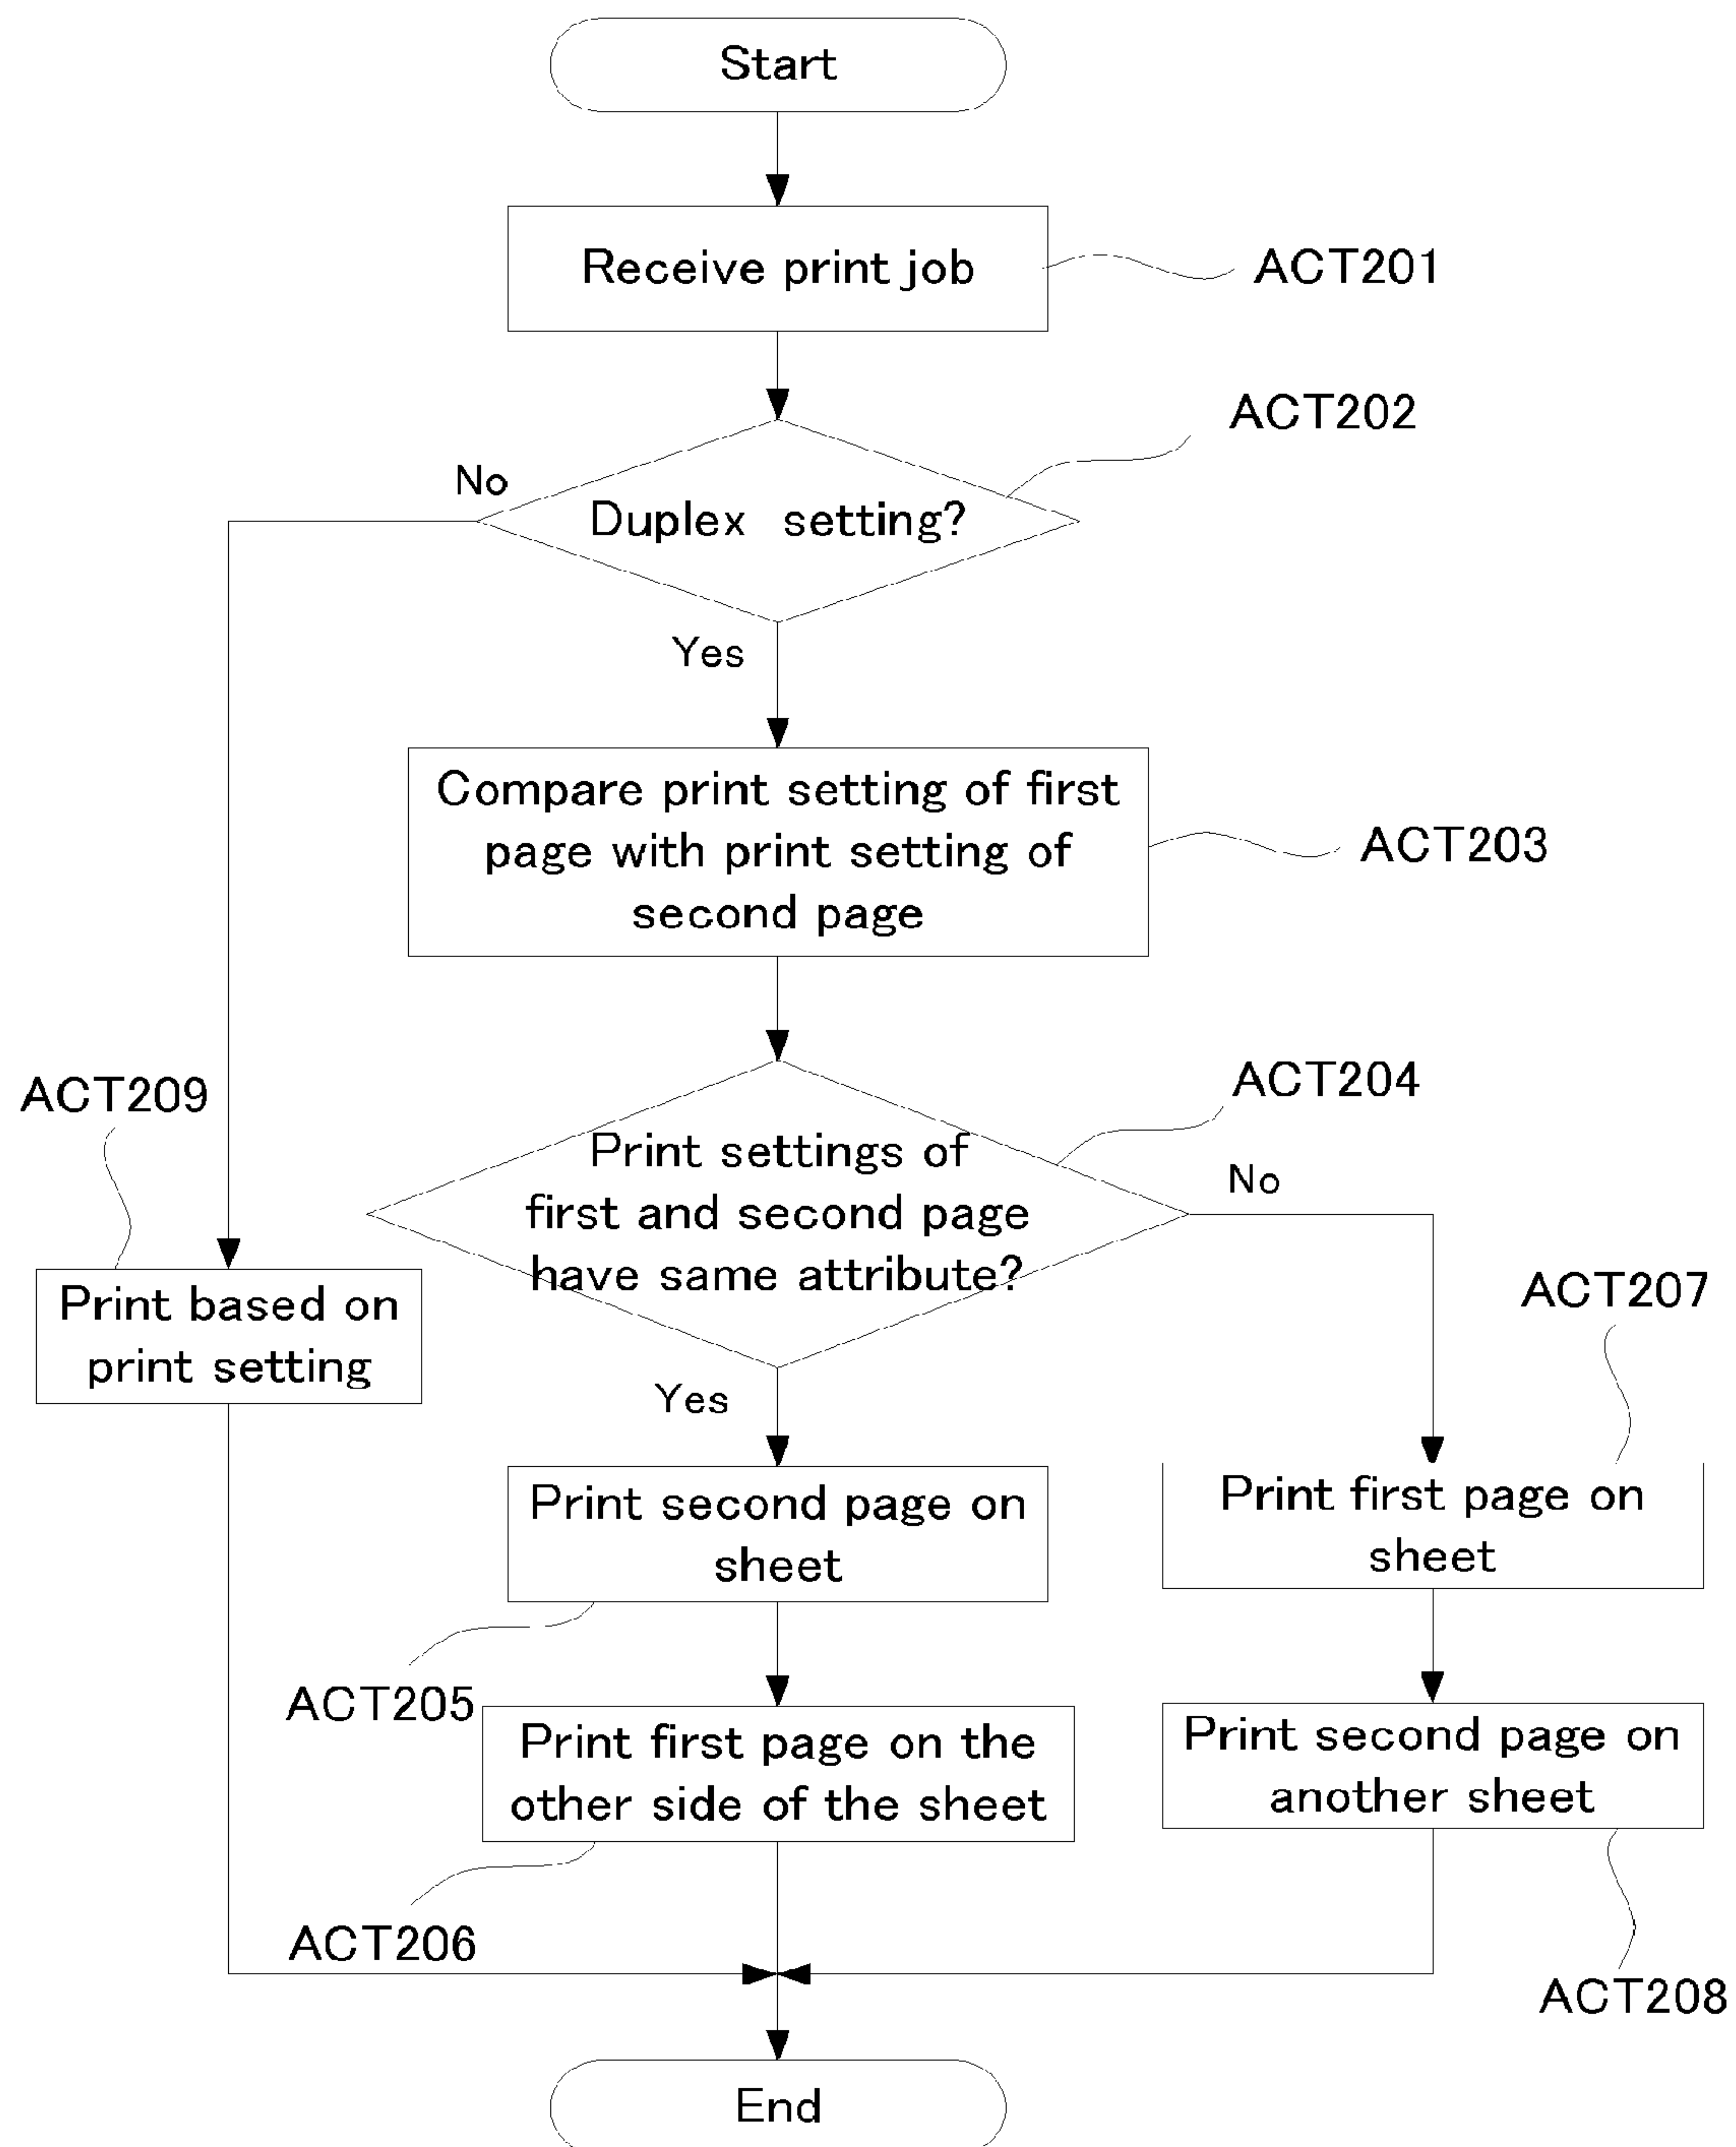 Start
Receive print job
ACT201
ACT202
No
Duplex setting?
Yes
Compare print setting of first
page with print setting of
second page
ACT203
ACT204
ACT209
Print settings of
first and second page
have same attribute?
No
ACT207
Print based on
print setting
Yes
Print second page on
sheet
Print first page on
sheet
ACT205
Print first page on the
other side of the sheet
Print second page on
another sheet
ACT206
ACT208
End